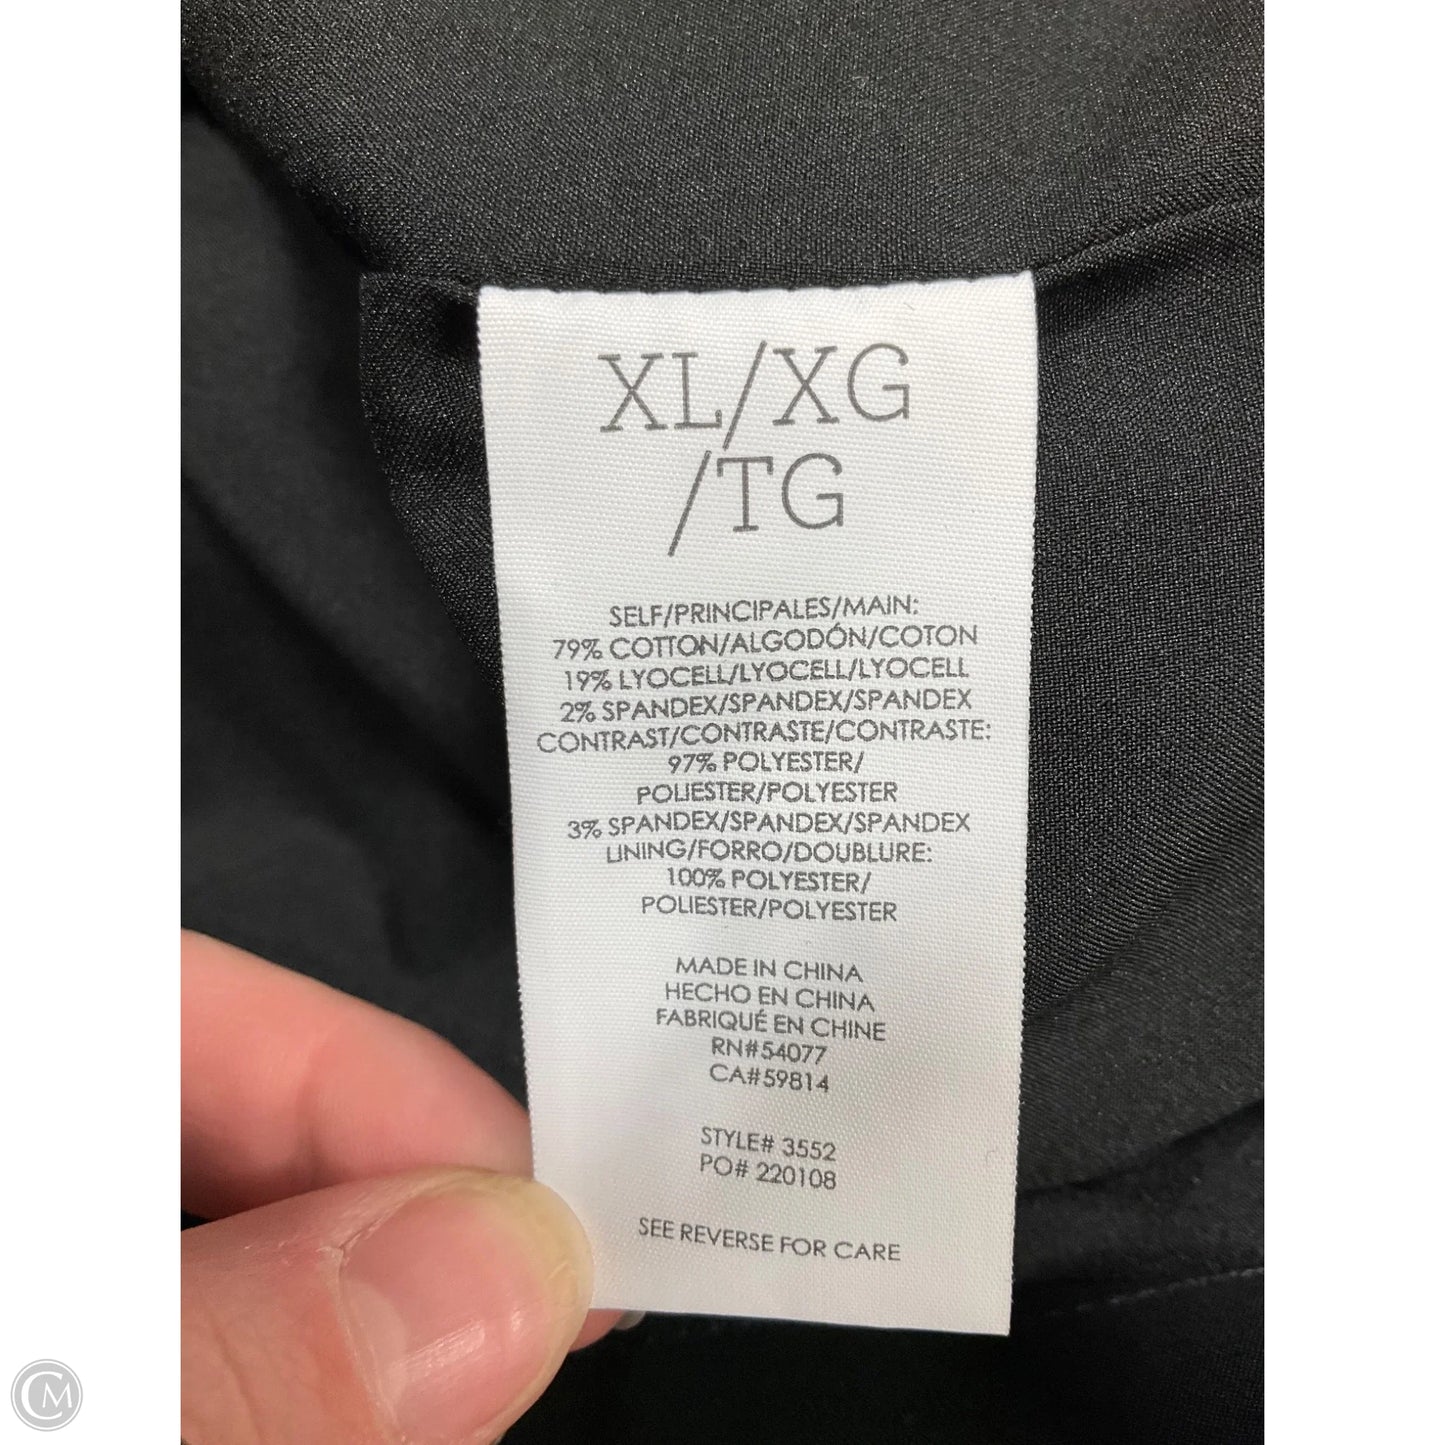 XL/XG
/TG
SELF/PRINCIPALES/MAIN:
79% COTTON/ALGODÓN/COTON
19% LYOCELL/LYOCELL/LYOCELL
2% SPANDEX/SPANDEX/SPANDEX
CONTRAST/CONTRASTE/CONTRASTE:
97% POLYESTER/
POLIESTER/POLYESTER
3% SPANDEX/SPANDEX/SPANDEX
LINING/FORRO/DOUBLURE:
100% POLYESTER/
POLIESTER/POLYESTER
MADE IN CHINA
HECHO EN CHINA
FABRIQUÉ EN CHINE
RN#54077
CA#59814
STYLE# 3552
PO# 220108
SEE REVERSE FOR CARE
CM